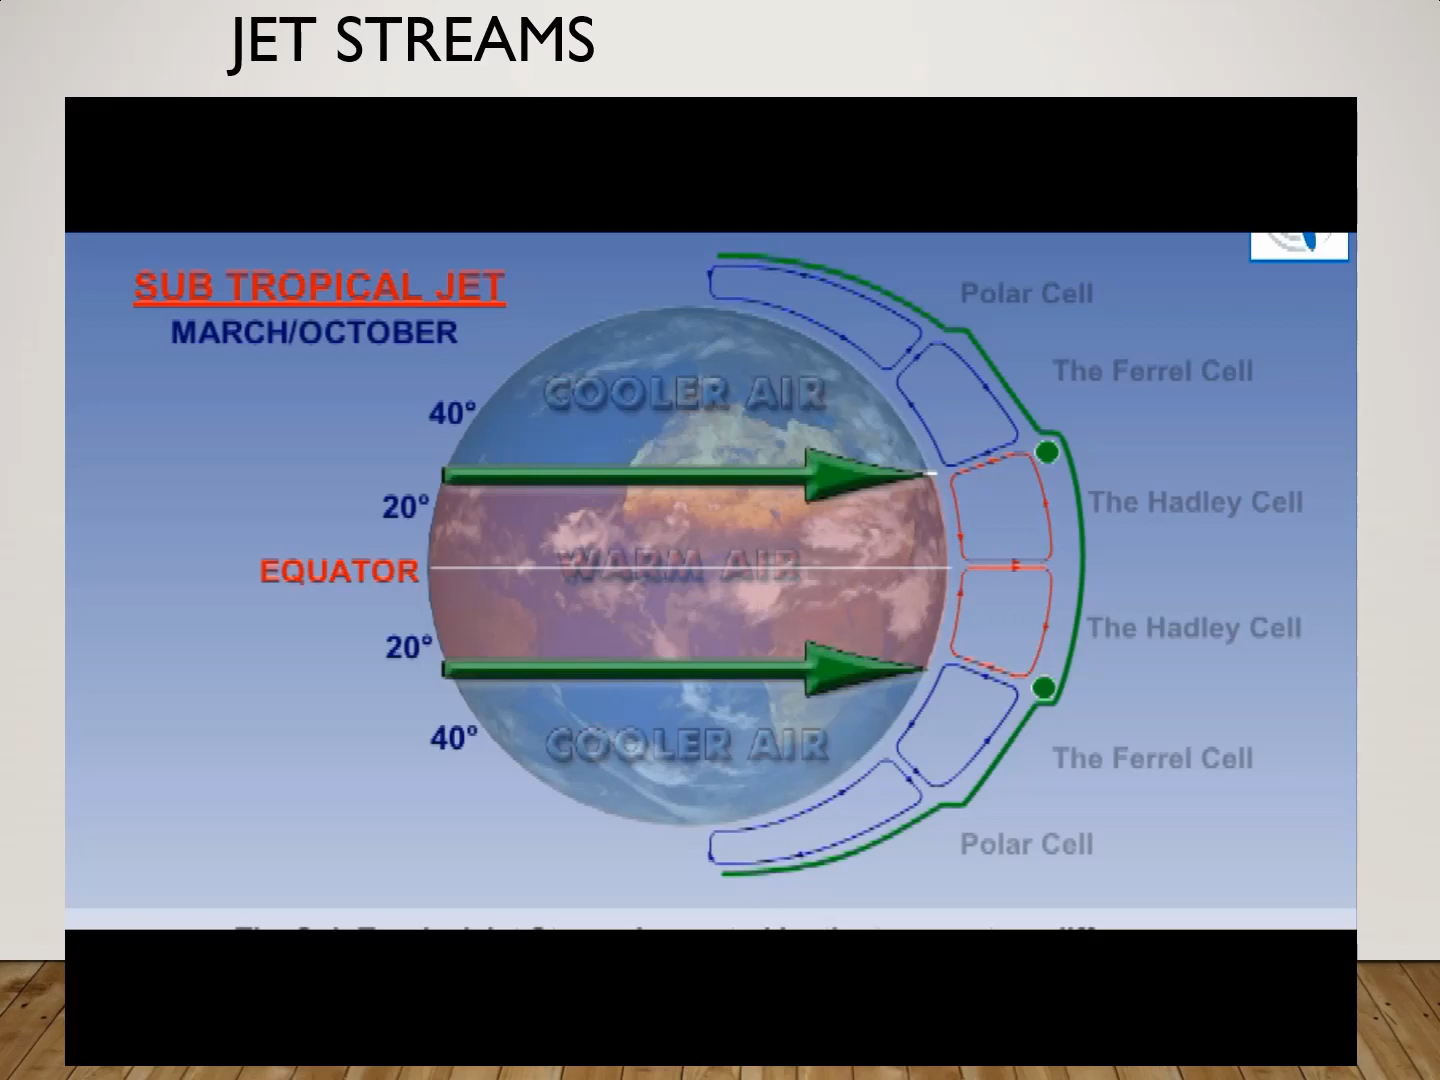 JET STREAMS
SUB TROPICAL JET
MARCH/OCTOBER
Polar Cell
The Ferrel Cell
COOLER AIR
40°
The Hadley Cell
20°
WARM AIR
EQUATOR
The Hadley Cell
20°
COOLER AIR
40°
The Ferrel Cell
Polar Cell